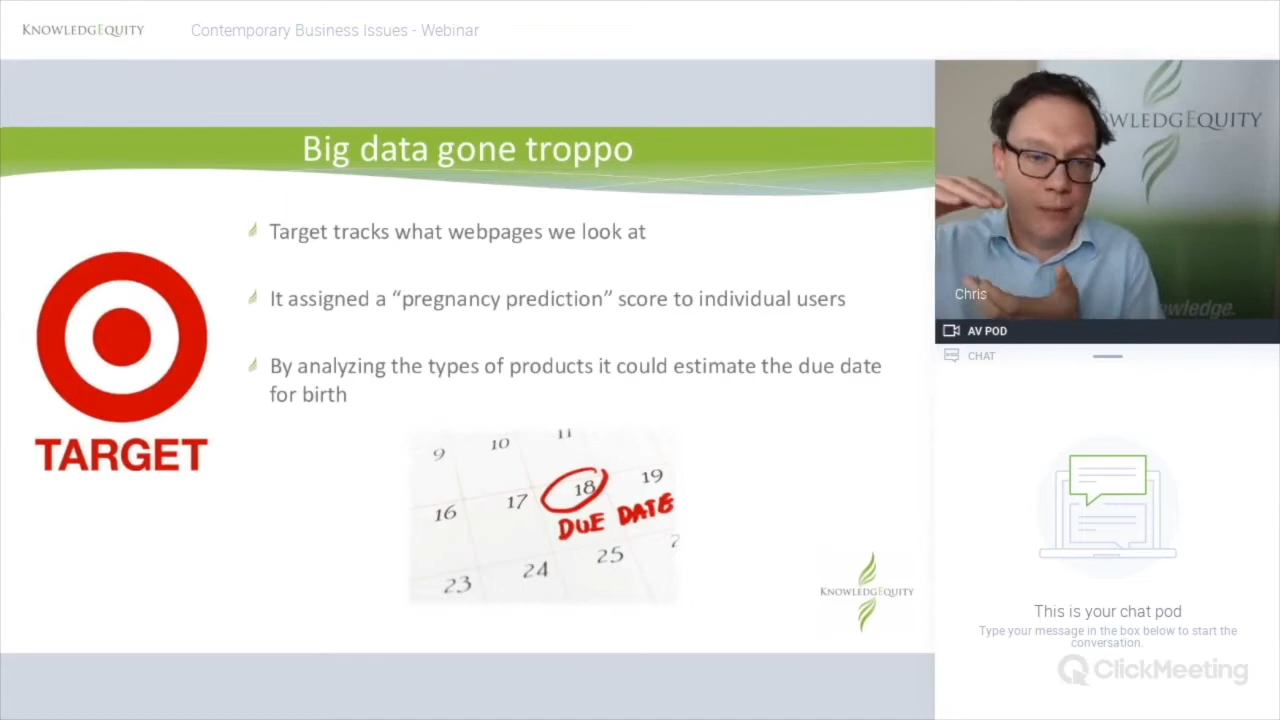 KNOWLEDGEQUITY
Contemporary Business Issues - Webinar
Big data gone troppo
Target tracks what webpages we look at
It assigned a “pregnancy prediction” score to individual users
By analyzing the types of products it could estimate the due date
for birth
TARGET
9 10 11
16 17 18 19
DUE DATE
23 24 25
KNOWLEDGEQUITY
OWLEDGEQUITY
wledge.
Chris
AV POD
CHAT
This is your chat pod
Type your message in the box below to start the
conversation.
ClickMeeting